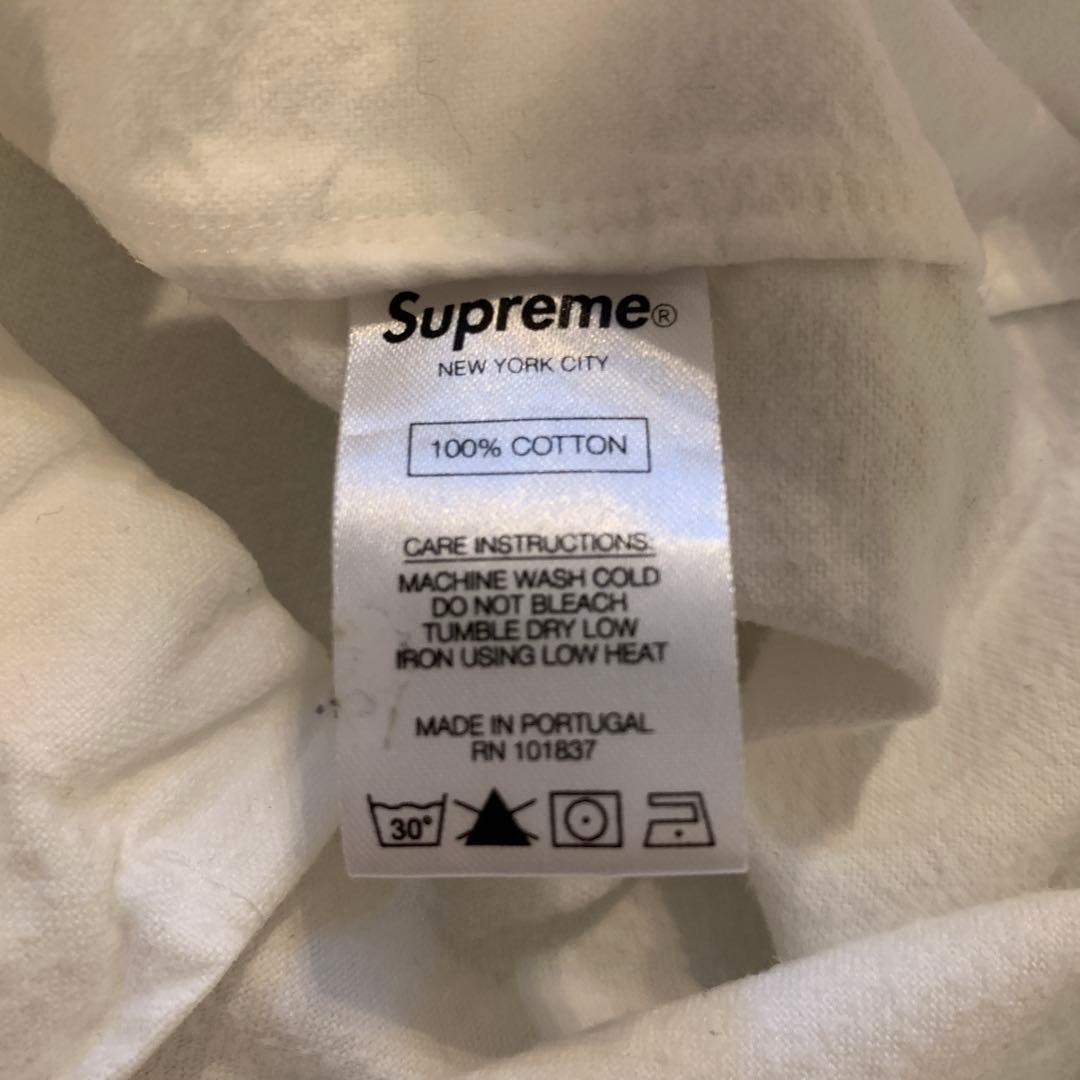 Supreme®
NEW YORK CITY
100% COTTON
CARE INSTRUCTIONS:
MACHINE WASH COLD
DO NOT BLEACH
TUMBLE DRY LOW
IRON USING LOW HEAT
MADE IN PORTUGAL
RN 101837
30°